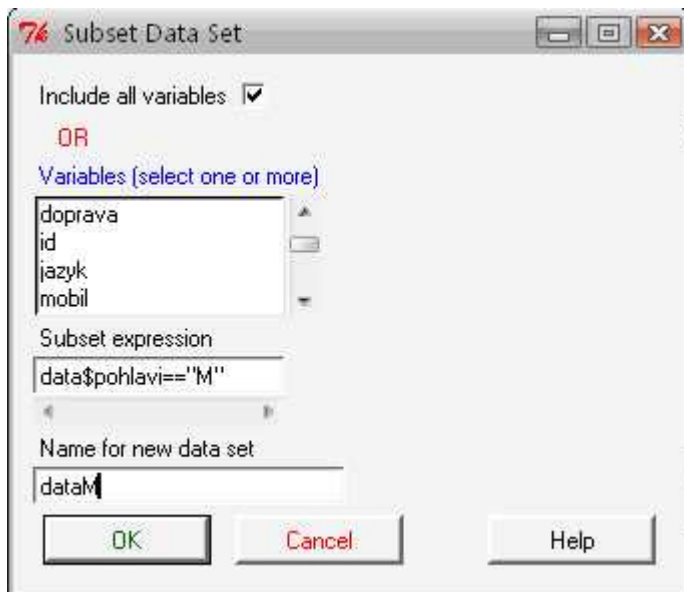 Subset Data Set
Include all variables
OR
Variables (select one or more)
doprava
id
jazyk
mobil
Subset expression
data$pohlavi=="M"
Name for new data set
dataM
OK Cancel Help